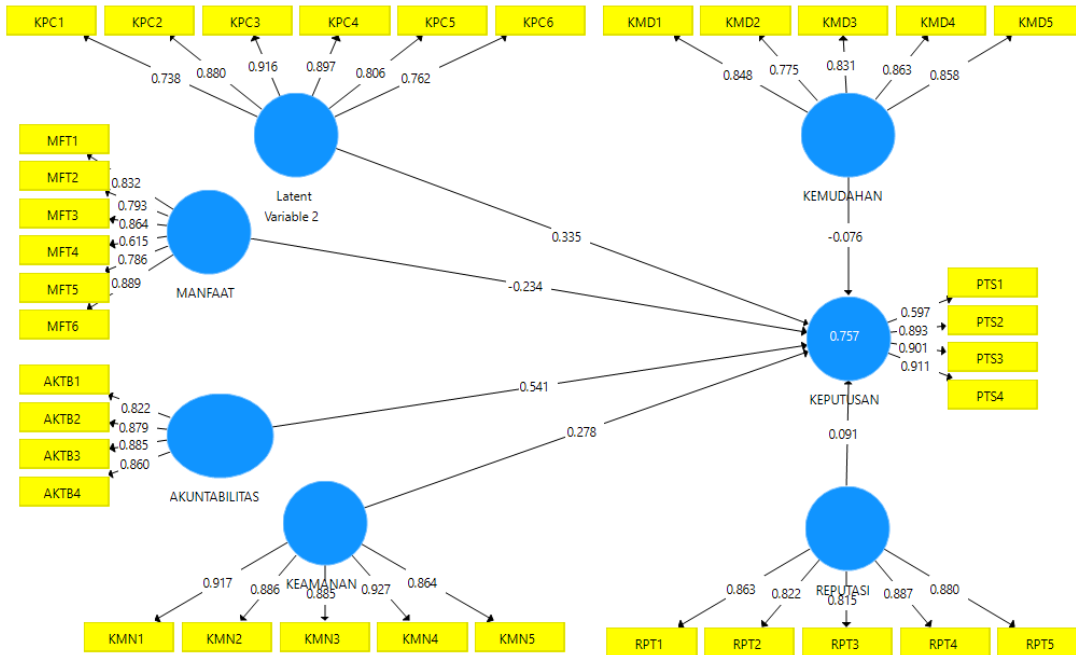 KPC1 KPC2 KPC3 KPC4 KPC5 KPC6 KMD1 KMD2 KMD3 KMD4 KMD5
0.738 0.880 0.916 0.897 0.806 0.762
0.848 0.775 0.831 0.863 0.858
MFT1
MFT2
MFT3
MFT4
MFT5
MFT6
0.832
0.793
0.864
0.615
0.786
0.889
MANFAAT
Latent
Variable 2
KEMUDAHAN
0.335
-0.076
-0.234
0.757
KEPUTUSAN
0.597
0.893
0.901
0.911
PTS1
PTS2
PTS3
PTS4
AKTB1
AKTB2
AKTB3
AKTB4
0.822
0.879
0.885
0.860
AKUNTABILITAS
0.541
0.278
0.091
KEAMANAN
0.917 0.886 0.885 0.927 0.864
KMN1 KMN2 KMN3 KMN4 KMN5
REPUTASI
0.863 0.822 0.815 0.887 0.880
RPT1 RPT2 RPT3 RPT4 RPT5